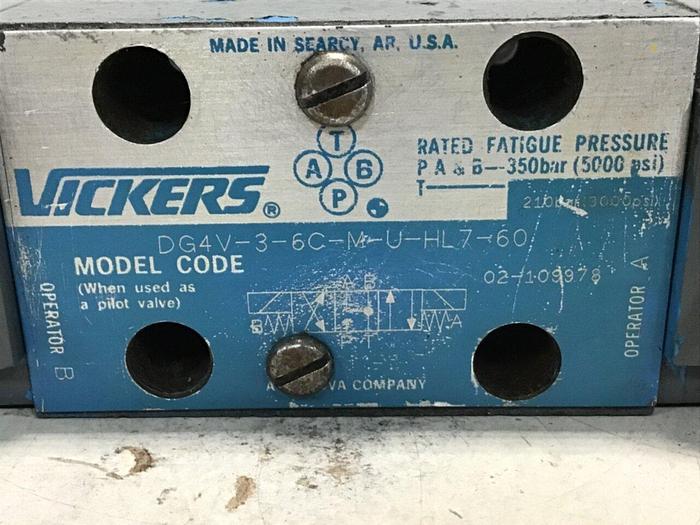 MADE IN SEARCY, AR, U.S.A.
T
A B
P
VICKERS®
RATED FATIGUE PRESSURE
P A & B—350bar (5000 psi)
T—
210bar (3000psi)
DG4V-3-6C-M-U-HL7-60
MODEL CODE
(When used as
a pilot valve)
02-109978
A B
B A
P T
OPERATOR B
OPERATOR A
COMPANY